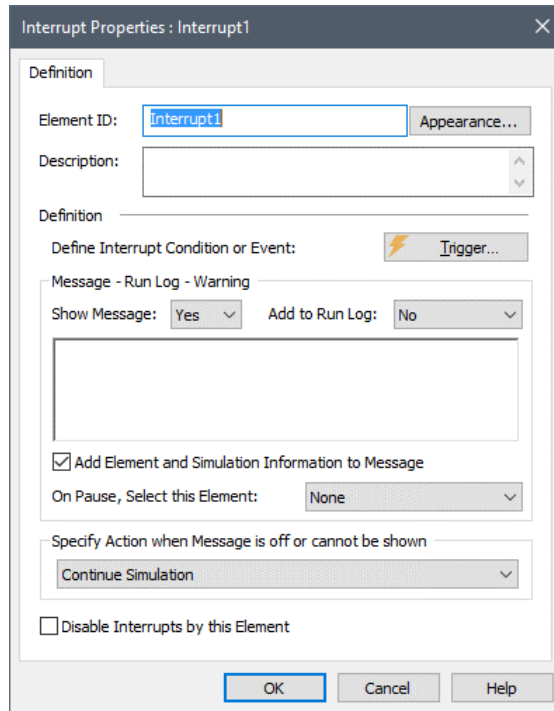 Interrupt Properties : Interrupt1
Definition
Element ID: Interrupt1 Appearance...
Description:
Definition
Define Interrupt Condition or Event: Trigger...
Message - Run Log - Warning
Show Message: Yes Add to Run Log: No
Add Element and Simulation Information to Message
On Pause, Select this Element: None
Specify Action when Message is off or cannot be shown
Continue Simulation
Disable Interrupts by this Element
OK Cancel Help